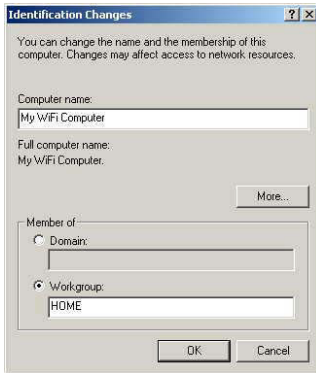 Identification Changes
You can change the name and the membership of this
computer. Changes may affect access to network resources.
Computer name:
My WiFi Computer
Full computer name:
My WiFi Computer.
More...
Member of
Domain:
Workgroup:
HOME
OK Cancel